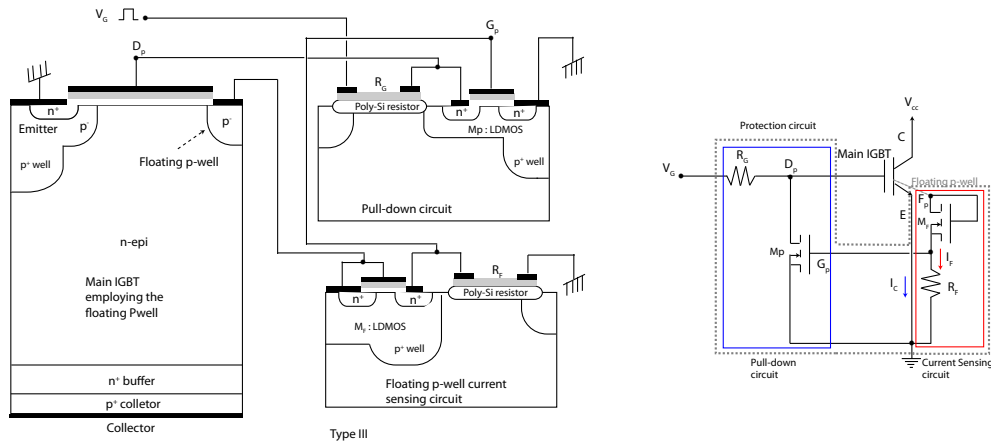 V_G
D_p
G_p
R_G
n⁺
Emitter
p⁻
p⁺ well
p⁻
Floating p-well
n-epi
Main IGBT
employing the
floating Pwell
n⁺ buffer
p⁺ colletor
Collector
Poly-Si resistor
n⁺
n⁺
Mp : LDMOS
p⁺ well
Pull-down circuit
R_F
n⁺
n⁺
Poly-Si resistor
M_F : LDMOS
p⁺ well
Floating p-well current
sensing circuit
Type III
V_cc
Protection circuit
C
Main IGBT
R_G
D_p
V_G
Floating p-well
F_p
E
M_F
Mp
G_p
I_F
I_C
R_F
Pull-down
circuit
Current Sensing
circuit